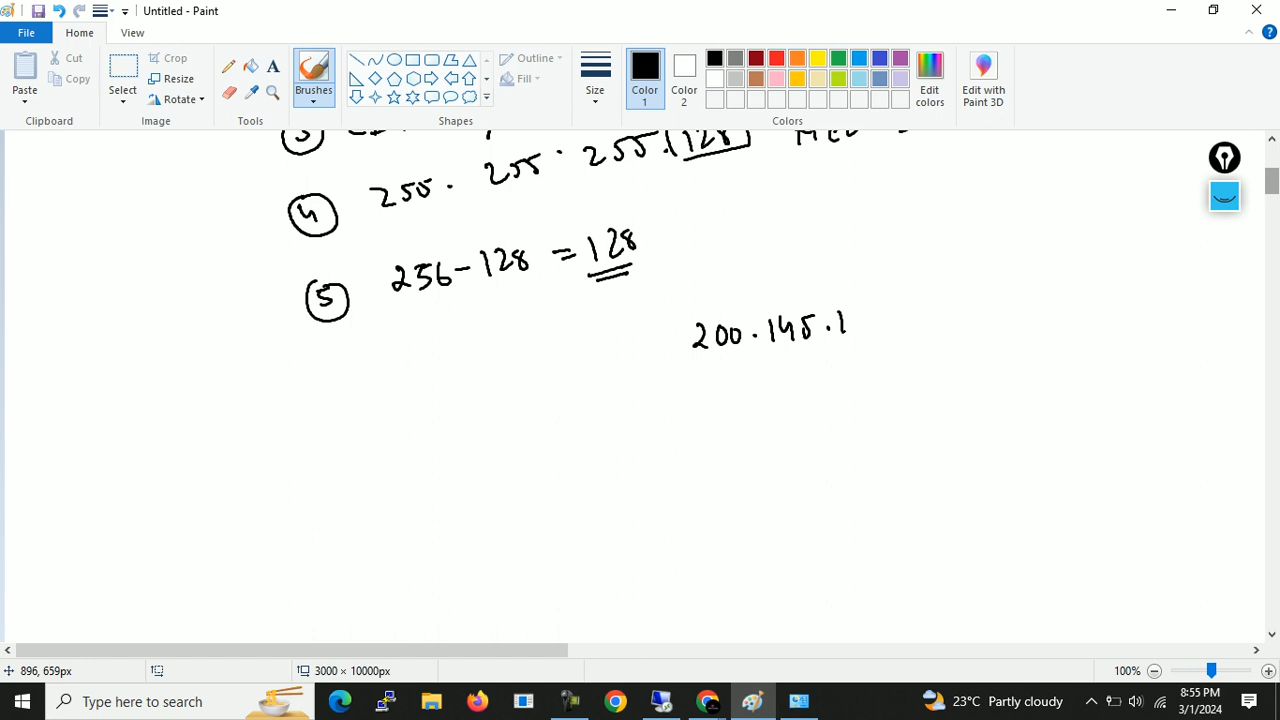 Untitled - Paint
File Home View
Paste
Cut
Copy
Clipboard
Select
Crop
Resize
Rotate
Image
Tools
Brushes
Outline
Fill
Shapes
Size
Color 1
Color 2
Edit colors
Edit with Paint 3D
Colors
3
4 255. 255. 255.(128)
5 256-128 = 128
200.145.1
896, 659px
3000 × 10000px
100%
Type here to search
23°C Partly cloudy
8:55 PM
3/1/2024